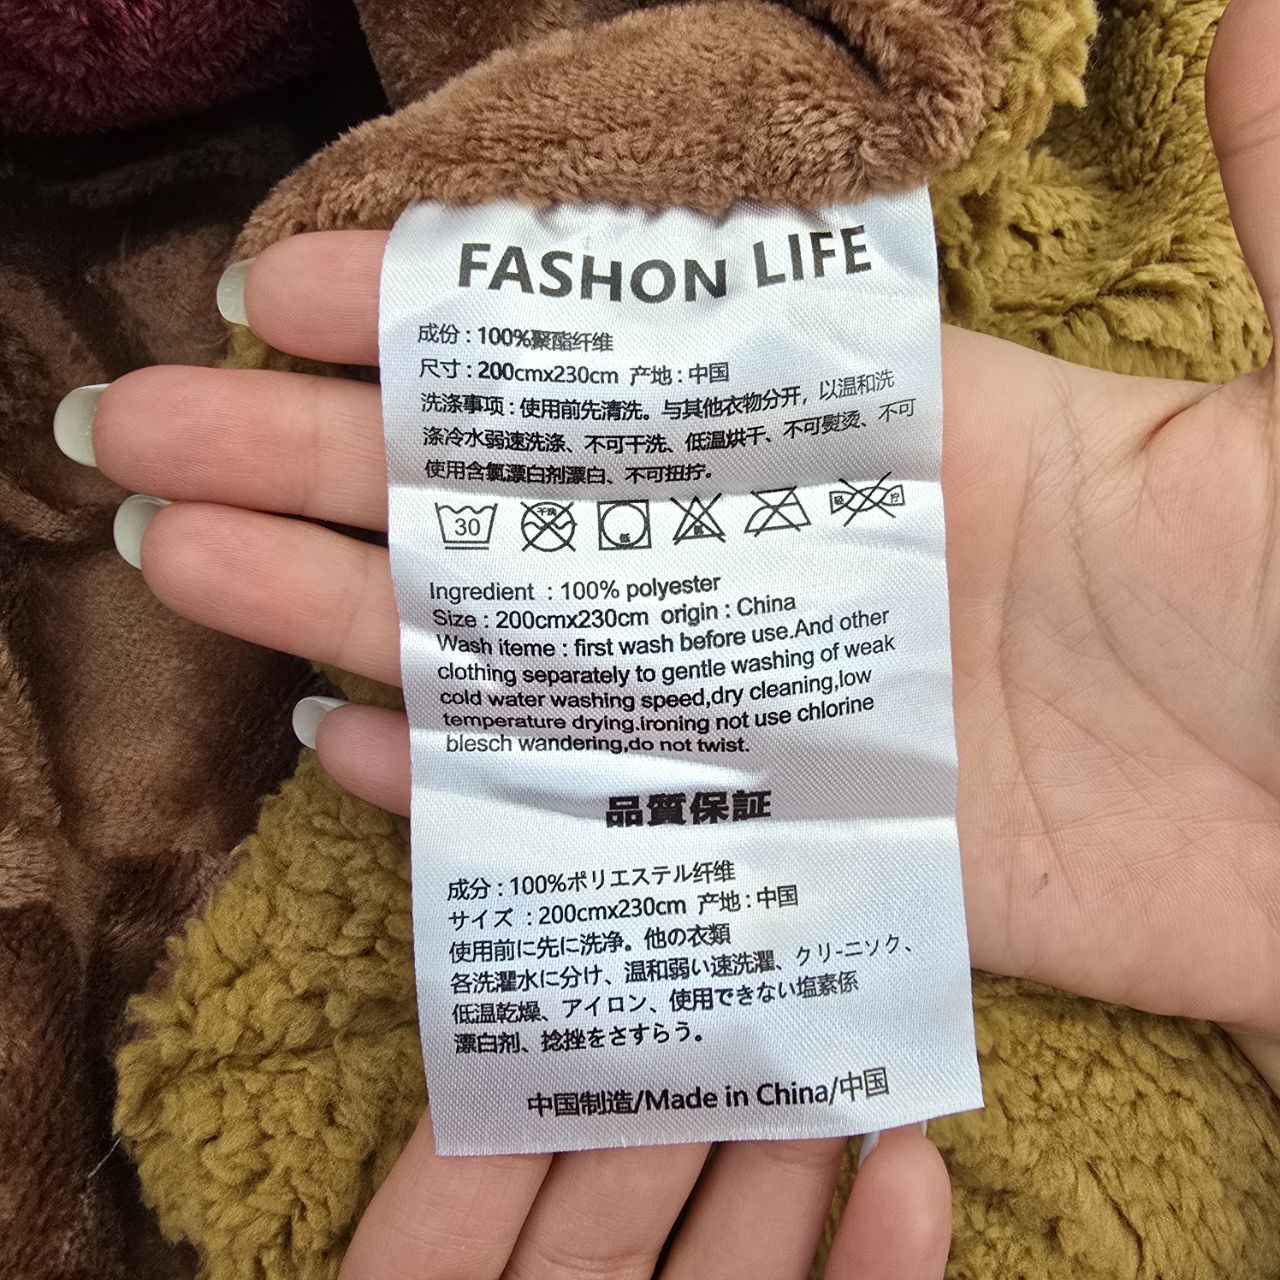 FASHON LIFE
成份 : 100%聚酯纤维
尺寸 : 200cmx230cm 产地 : 中国
洗涤事项 : 使用前先清洗。与其他衣物分开，以温和洗
涤冷水弱速洗涤、不可干洗、低温烘干、不可熨烫、不可
使用含氯漂白剂漂白、不可扭拧。
30 干洗 低 氯 轻 拧
Ingredient : 100% polyester
Size : 200cmx230cm origin : China
Wash iteme : first wash before use.And other
clothing separately to gentle washing of weak
cold water washing speed,dry cleaning,low
temperature drying.ironing not use chlorine
blesch wandering,do not twist.
品質保証
成分 : 100%ポリエステル纤维
サイズ : 200cmx230cm 产地 : 中国
使用前に先に洗浄。他の衣類
各洗濯水に分け、温和弱い速洗濯、クリ-ニソク、
低温乾燥、アイロン、使用できない塩素係
漂白剤、捻挫をさすらう。
中国制造/Made in China/中国